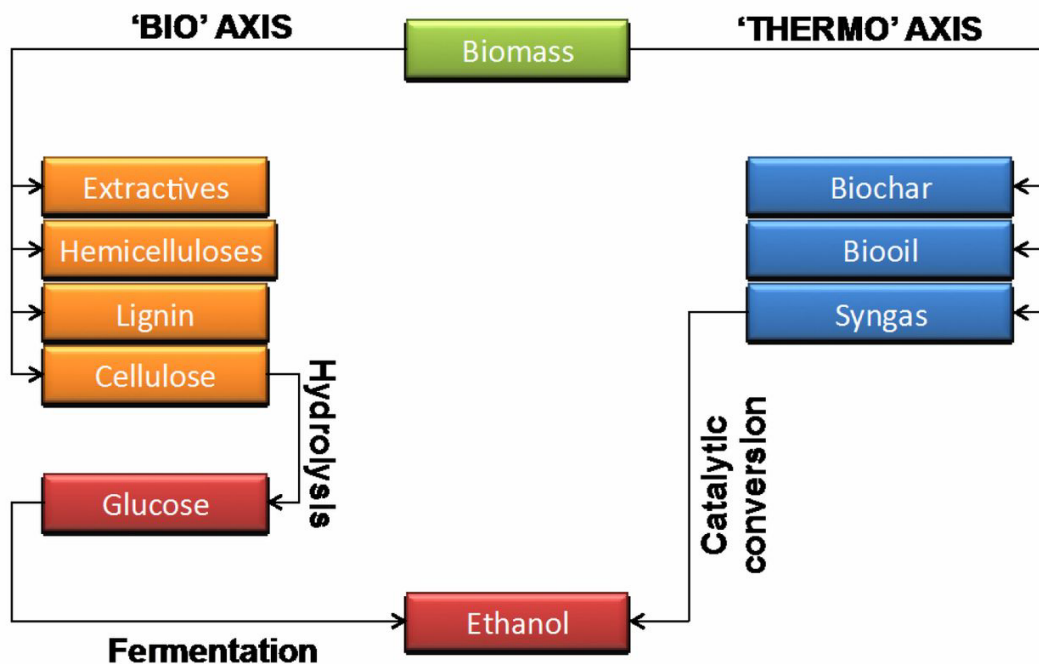 ‘BIO’ AXIS
Biomass
‘THERMO’ AXIS
Extractives
Hemicelluloses
Lignin
Cellulose
Hydrolysis
Glucose
Fermentation
Biochar
Biooil
Syngas
Catalytic
conversion
Ethanol